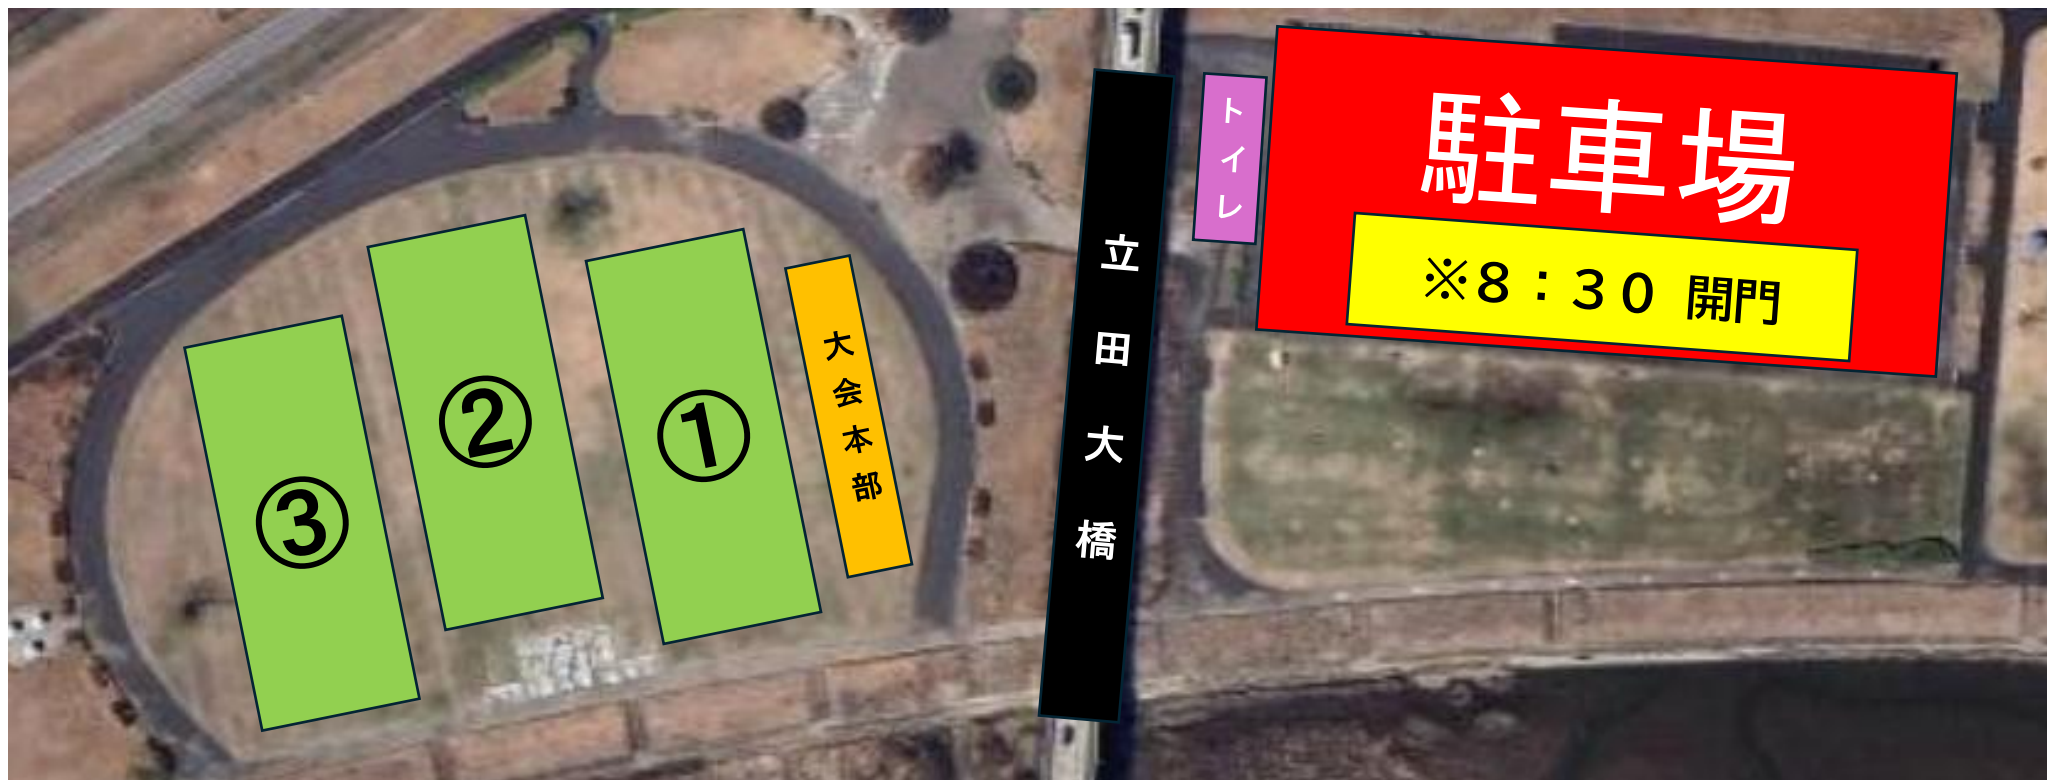 ③
②
①
大会本部
立田大橋
トイレ
駐車場
※８：３０ 開門